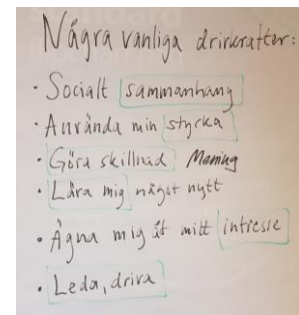 Några vanliga drivkrafter:
· Socialt sammanhang
· Använda min styrka
· Göra skillnad Mening
· Lära mig något nytt
· Ägna mig åt mitt intresse
· Leda, driva